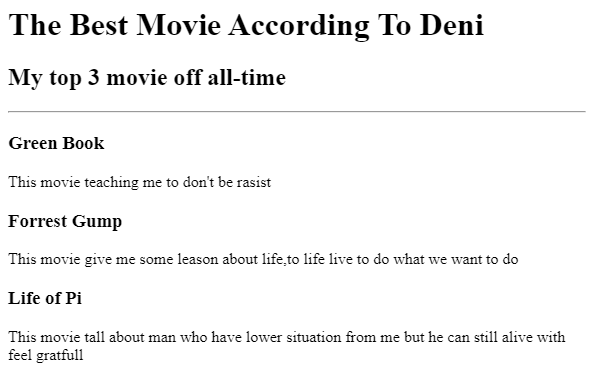 The Best Movie According To Deni
My top 3 movie off all-time
Green Book
This movie teaching me to don't be rasist
Forrest Gump
This movie give me some leason about life,to life live to do what we want to do
Life of Pi
This movie tall about man who have lower situation from me but he can still alive with
feel gratfull